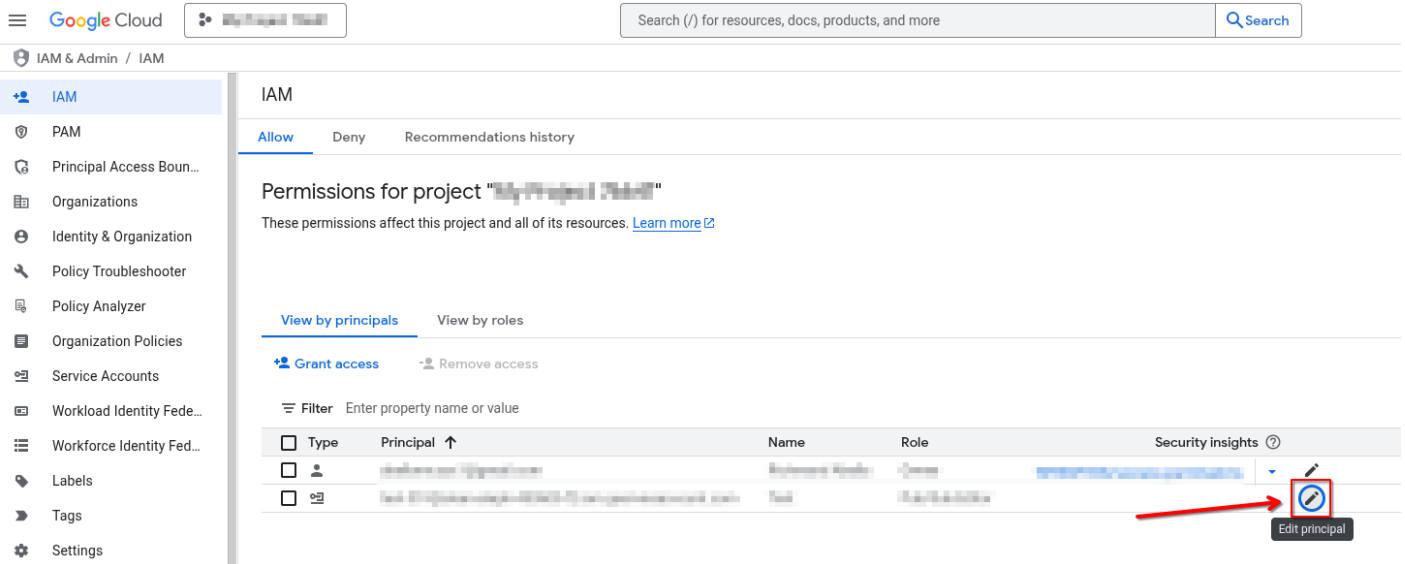 Google Cloud
Search (/) for resources, docs, products, and more
Search
IAM & Admin / IAM
IAM
PAM
Principal Access Boun...
Organizations
Identity & Organization
Policy Troubleshooter
Policy Analyzer
Organization Policies
Service Accounts
Workload Identity Fede...
Workforce Identity Fed...
Labels
Tags
Settings
IAM
Allow Deny Recommendations history
Permissions for project " "
These permissions affect this project and all of its resources. Learn more
View by principals View by roles
Grant access Remove access
Filter Enter property name or value
Type Principal Name Role Security insights
Edit principal